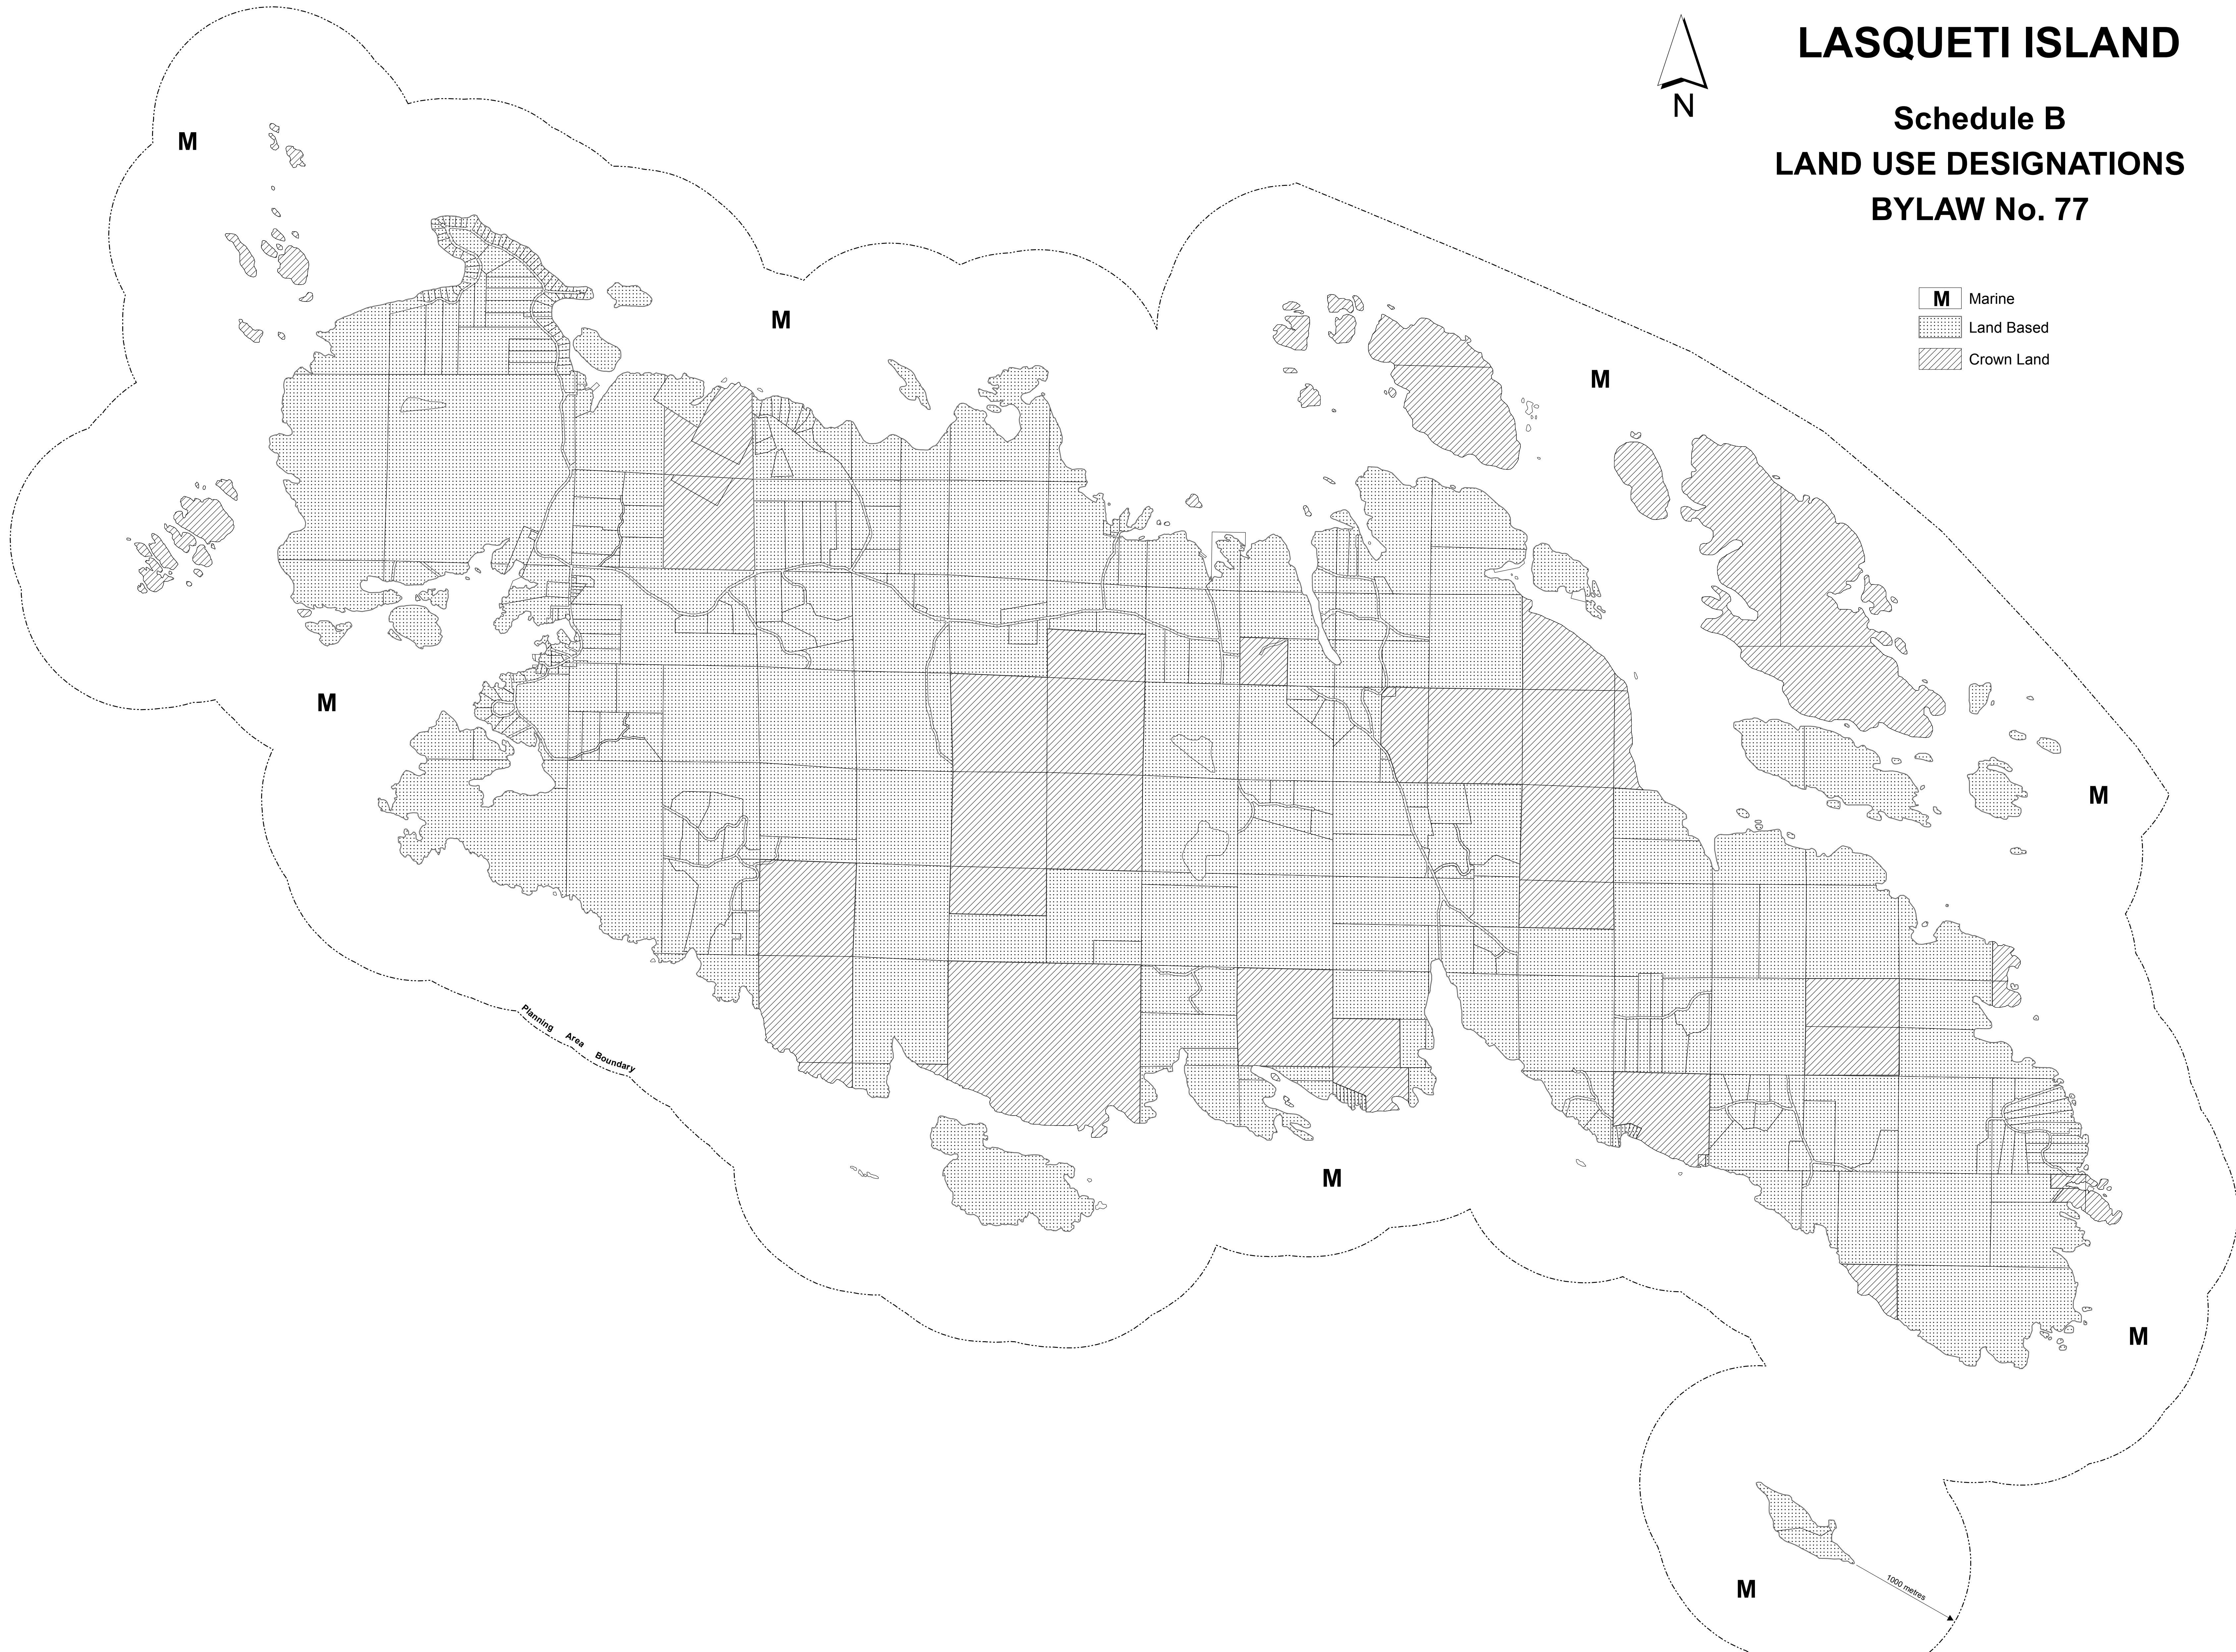 LASQUETI ISLAND
N
Schedule B
LAND USE DESIGNATIONS
BYLAW No. 77
M Marine
Land Based
Crown Land
M
M
M
M
M
Planning Area Boundary
M
M
M
1000 metres